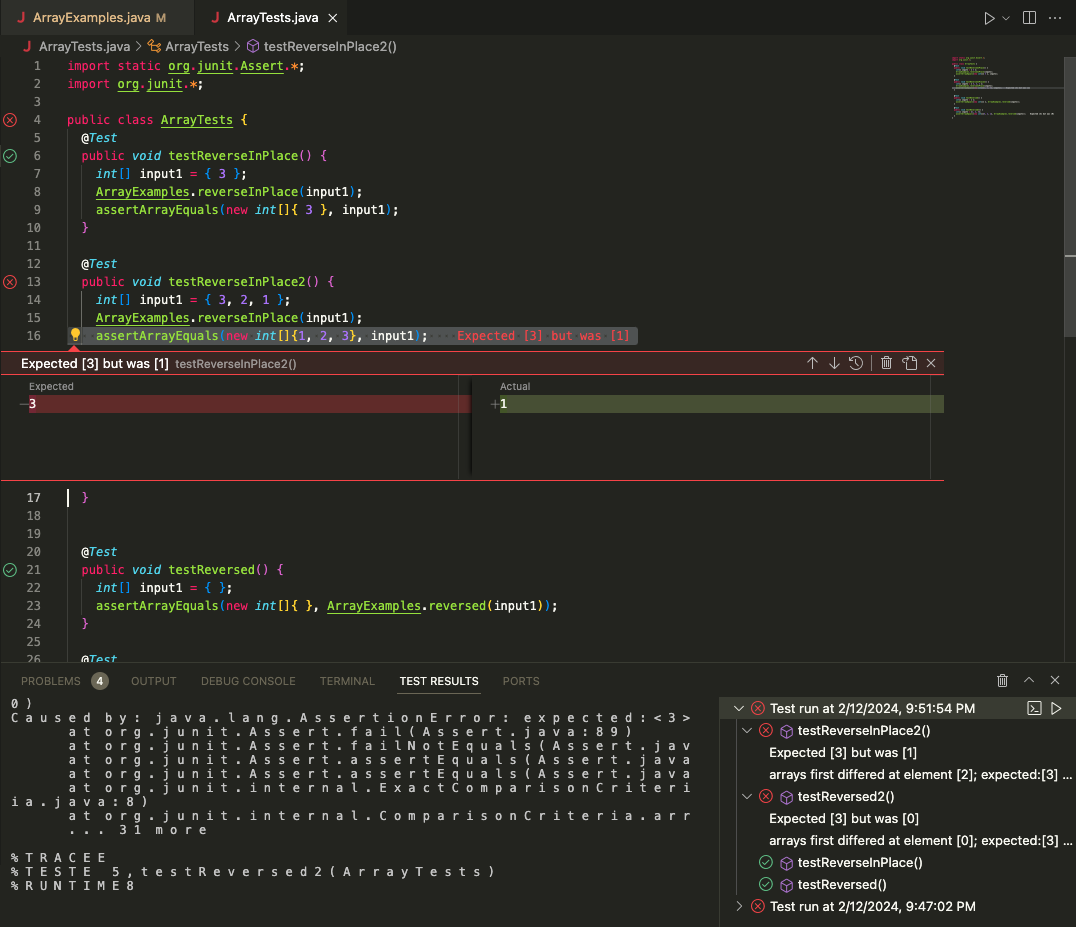 ArrayExamples.java M
ArrayTests.java
ArrayTests.java > ArrayTests > testReverseInPlace2()
1 import static org.junit.Assert.*;
2 import org.junit.*;
3
4 public class ArrayTests {
5 @Test
6 public void testReverseInPlace() {
7 int[] input1 = { 3 };
8 ArrayExamples.reverseInPlace(input1);
9 assertArrayEquals(new int[]{ 3 }, input1);
10 }
11
12 @Test
13 public void testReverseInPlace2() {
14 int[] input1 = { 3, 2, 1 };
15 ArrayExamples.reverseInPlace(input1);
16 assertArrayEquals(new int[]{1, 2, 3}, input1); Expected [3] but was [1]
Expected [3] but was [1] testReverseInPlace2()
Expected Actual
−3 +1
17 }
18
19
20 @Test
21 public void testReversed() {
22 int[] input1 = { };
23 assertArrayEquals(new int[]{ }, ArrayExamples.reversed(input1));
24 }
25
26 @Test
PROBLEMS 4 OUTPUT DEBUG CONSOLE TERMINAL TEST RESULTS PORTS
0)
Caused by: java.lang.AssertionError: expected:<3>
at org.junit.Assert.fail(Assert.java:89)
at org.junit.Assert.failNotEquals(Assert.jav
at org.junit.Assert.assertEquals(Assert.java
at org.junit.Assert.assertEquals(Assert.java
at org.junit.internal.ExactComparisonCriteri
ia.java:8)
at org.junit.internal.ComparisonCriteria.arr
... 31 more
%TRACEE
%TESTE 5,testReversed2(ArrayTests)
%RUNTIME8
Test run at 2/12/2024, 9:51:54 PM
testReverseInPlace2()
Expected [3] but was [1]
arrays first differed at element [2]; expected:[3] ...
testReversed2()
Expected [3] but was [0]
arrays first differed at element [0]; expected:[3] ...
testReverseInPlace()
testReversed()
Test run at 2/12/2024, 9:47:02 PM